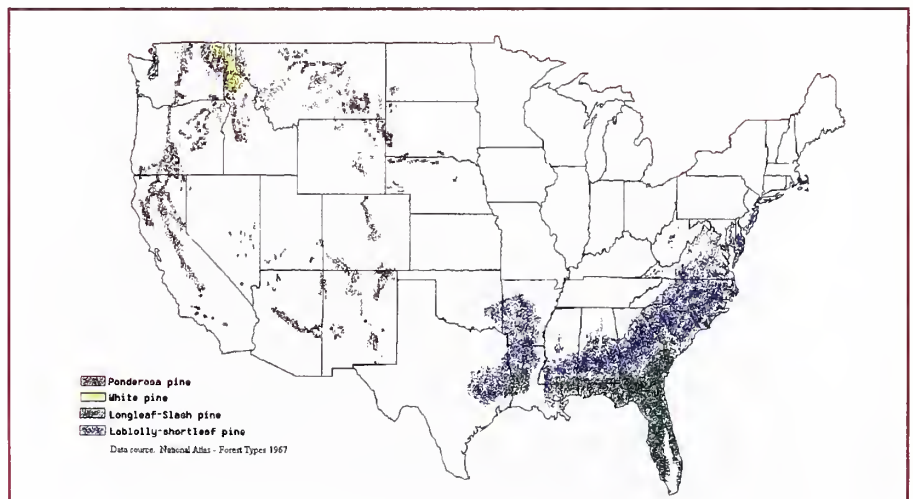 Ponderosa pine
White pine
Longleaf-Slash pine
Loblolly-shortleaf pine
Data source. National Atlas - Forest Types 1967